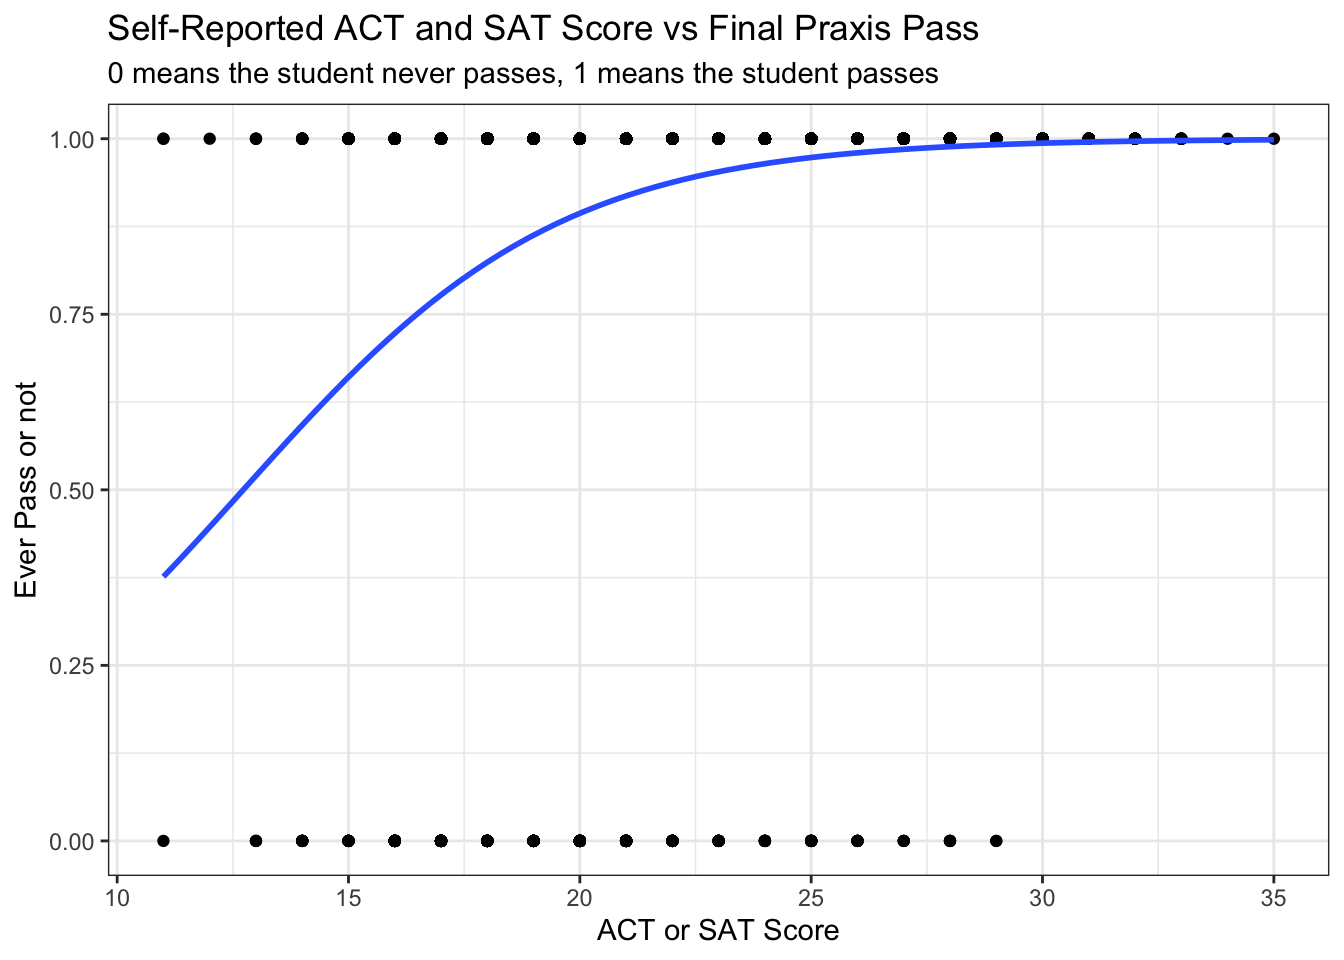 Self-Reported ACT and SAT Score vs Final Praxis Pass
0 means the student never passes, 1 means the student passes
Ever Pass or not
1.00
0.75
0.50
0.25
0.00
10 15 20 25 30 35
ACT or SAT Score